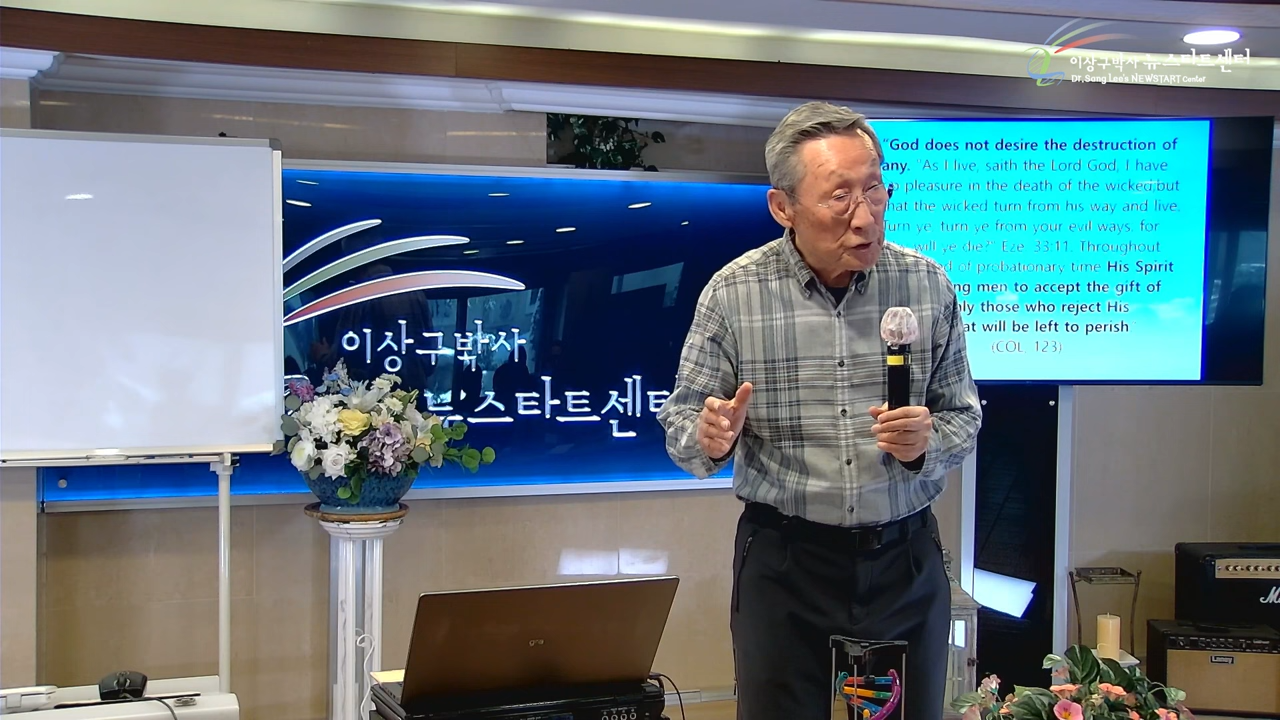 이상구박사 뉴스타트센터
Dr. Sang Lee's NEWSTART Center
"God does not desire the destruction of
any. "As I live, saith the Lord God, I have
pleasure in the death of the wicked; but
that the wicked turn from his way and live.
Turn ye, turn ye from your evil ways, for
will ye die?" Eze. 33:11. Throughout
of probationary time His Spirit
men to accept the gift of
only those who reject His
will be left to perish
(COL, 123)
이상구박사
뉴스타트센터
gram
Laney